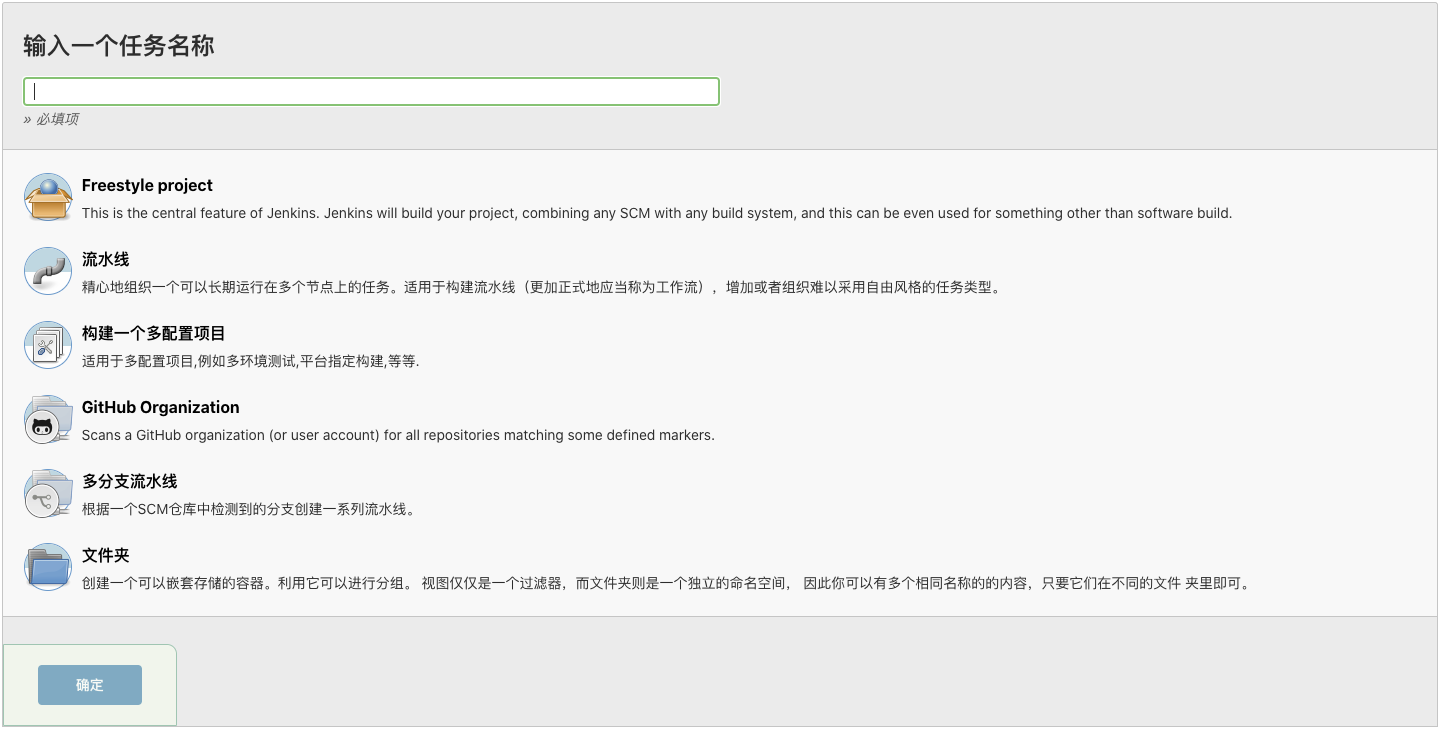 输入一个任务名称
» 必填项
Freestyle project
This is the central feature of Jenkins. Jenkins will build your project, combining any SCM with any build system, and this can be even used for something other than software build.
流水线
精心地组织一个可以长期运行在多个节点上的任务。适用于构建流水线（更加正式地应当称为工作流），增加或者组织难以采用自由风格的任务类型。
构建一个多配置项目
适用于多配置项目,例如多环境测试,平台指定构建,等等.
GitHub Organization
Scans a GitHub organization (or user account) for all repositories matching some defined markers.
多分支流水线
根据一个SCM仓库中检测到的分支创建一系列流水线。
文件夹
创建一个可以嵌套存储的容器。利用它可以进行分组。 视图仅仅是一个过滤器，而文件夹则是一个独立的命名空间， 因此你可以有多个相同名称的的内容，只要它们在不同的文件 夹里即可。
确定